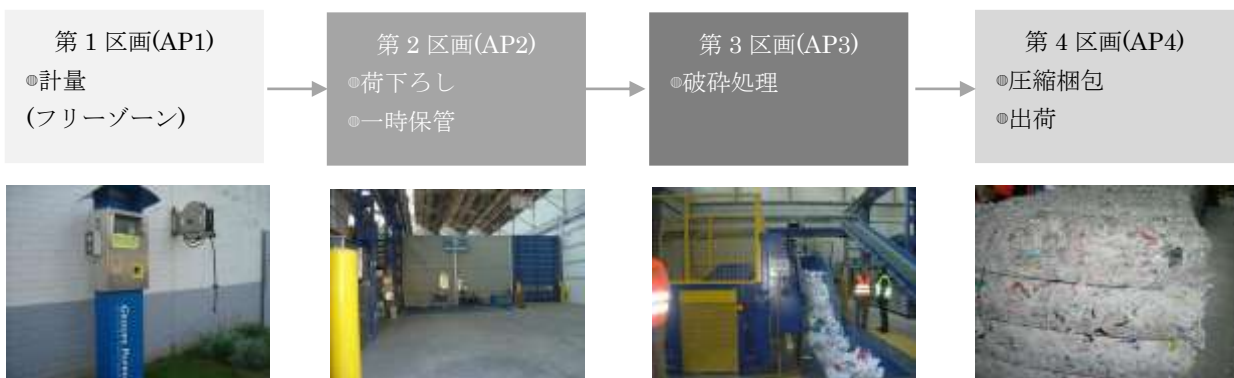 第 1 区画(AP1)
◍計量
(フリーゾーン)
第 2 区画(AP2)
◍荷下ろし
◍一時保管
第 3 区画(AP3)
◍破砕処理
第 4 区画(AP4)
◍圧縮梱包
◍出荷